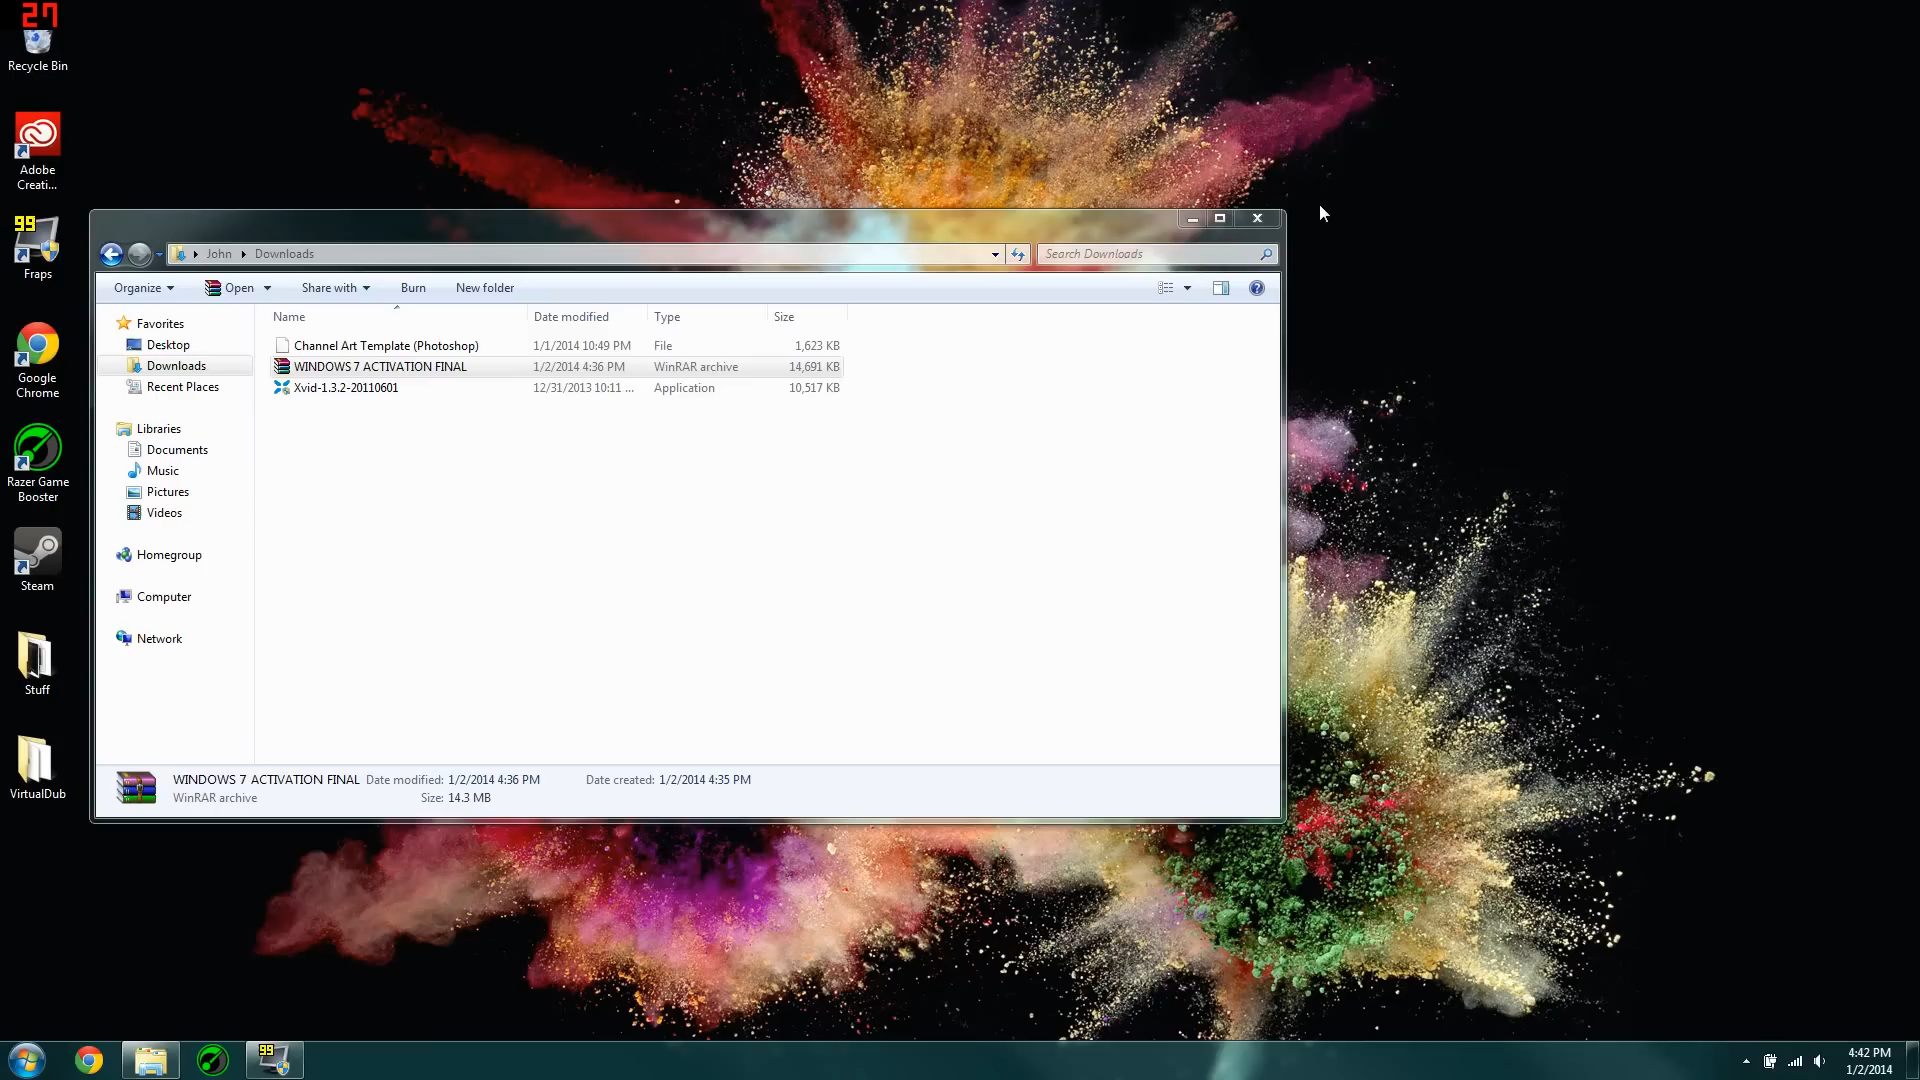 27
Recycle Bin
Adobe
Creati...
99
Fraps
Google
Chrome
Razer Game
Booster
Steam
Stuff
VirtualDub
John Downloads
Search Downloads
Organize Open Share with Burn New folder
Name Date modified Type Size
Favorites
Desktop
Downloads
Recent Places
Libraries
Documents
Music
Pictures
Videos
Homegroup
Computer
Network
Channel Art Template (Photoshop) 1/1/2014 10:49 PM File 1,623 KB
WINDOWS 7 ACTIVATION FINAL 1/2/2014 4:36 PM WinRAR archive 14,691 KB
Xvid-1.3.2-20110601 12/31/2013 10:11 ... Application 10,517 KB
WINDOWS 7 ACTIVATION FINAL Date modified: 1/2/2014 4:36 PM Date created: 1/2/2014 4:35 PM
WinRAR archive Size: 14.3 MB
99
4:42 PM
1/2/2014